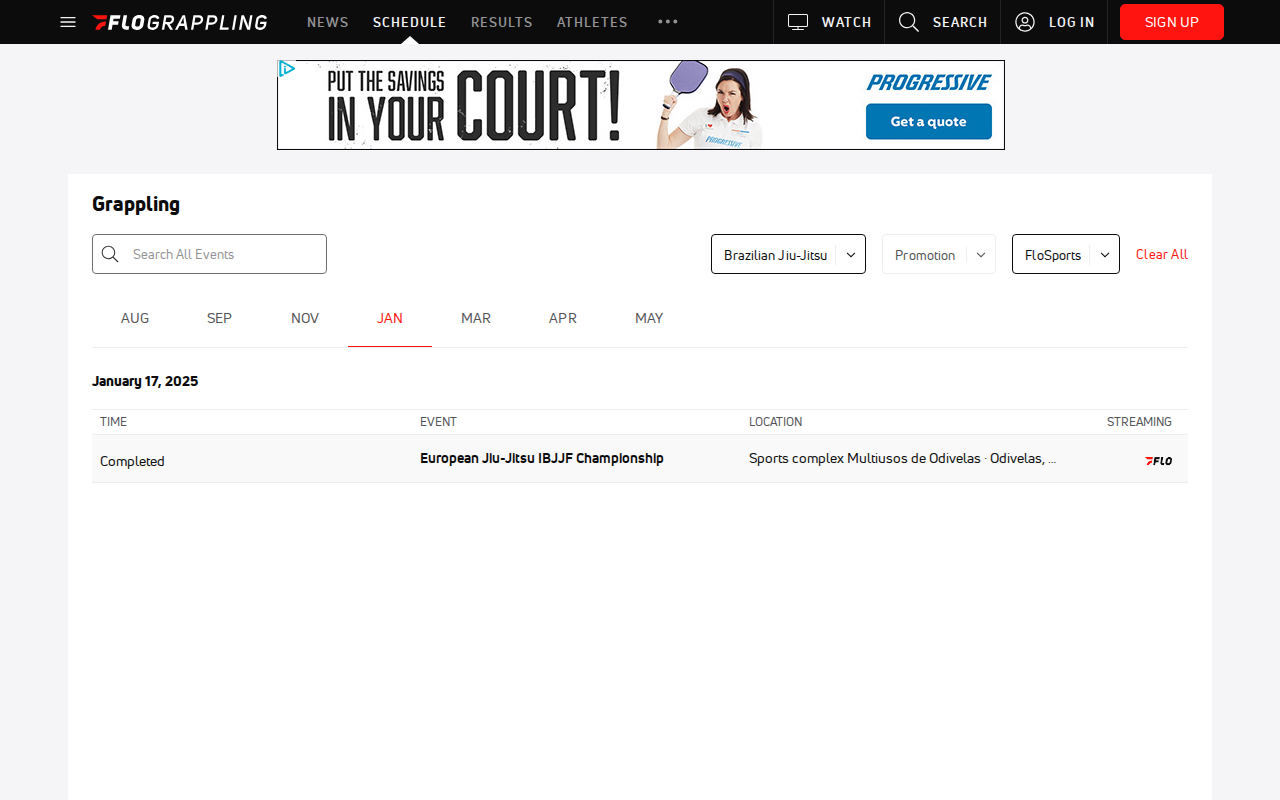 FLOGRAPPLING NEWS SCHEDULE RESULTS ATHLETES WATCH SEARCH LOG IN SIGN UP
PUT THE SAVINGS
IN YOUR COURT!
PROGRESSIVE
PROGRESSIVE
Get a quote
Grappling
Search All Events Brazilian Jiu-Jitsu Promotion FloSports Clear All
AUG SEP NOV JAN MAR APR MAY
January 17, 2025
TIME EVENT LOCATION STREAMING
Completed European Jiu-Jitsu IBJJF Championship Sports complex Multiusos de Odivelas · Odivelas, ... FLO